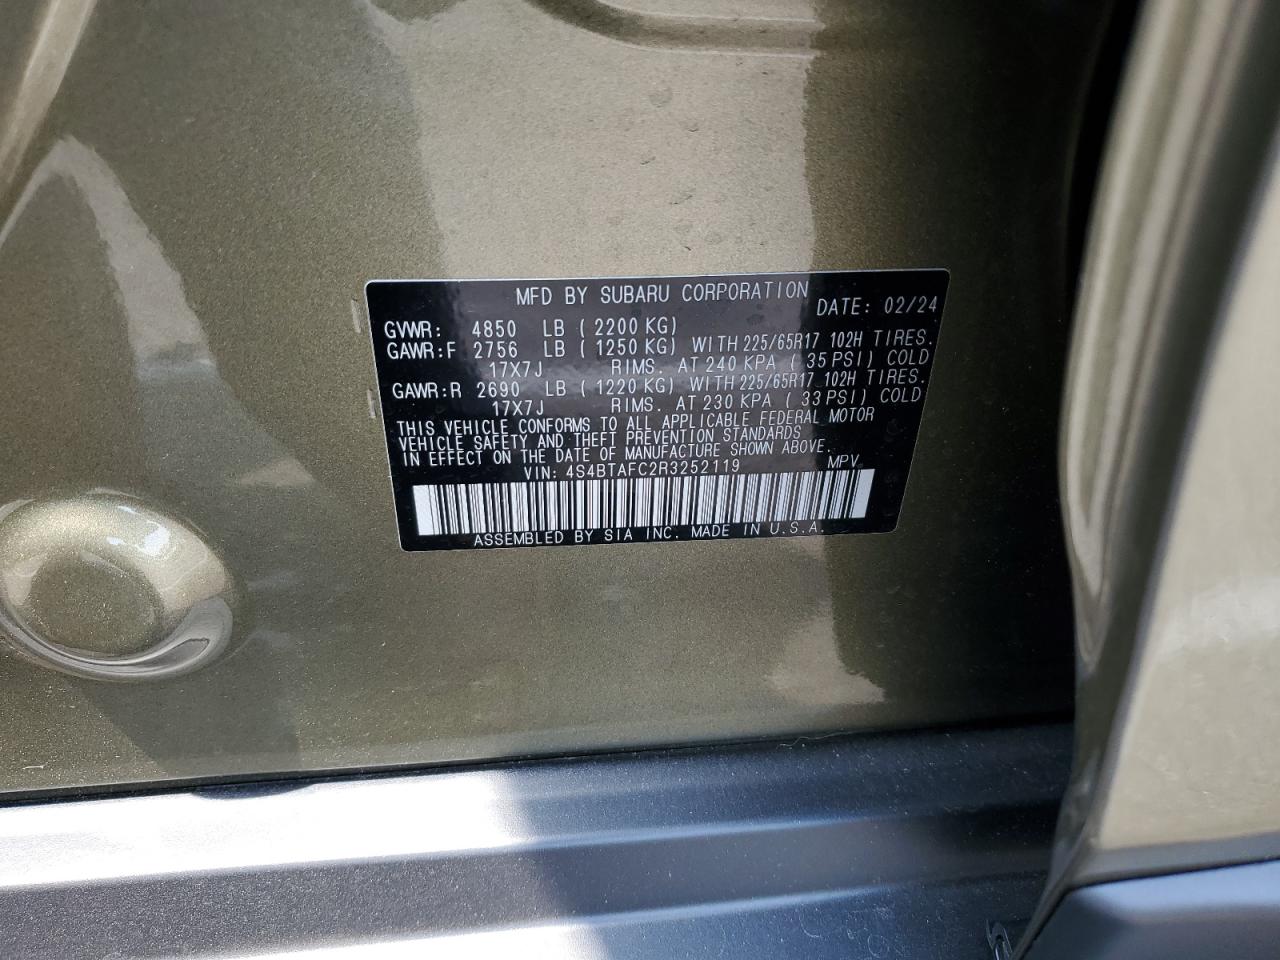 MFD BY SUBARU CORPORATION DATE: 02/24
GVWR: 4850 LB (2200 KG)
GAWR:F 2756 LB (1250 KG) WITH 225/65R17 102H TIRES.
17X7J RIMS. AT 240 KPA (35 PSI) COLD
GAWR:R 2690 LB (1220 KG) WITH 225/65R17 102H TIRES.
17X7J RIMS. AT 230 KPA (33 PSI) COLD
THIS VEHICLE CONFORMS TO ALL APPLICABLE FEDERAL MOTOR
VEHICLE SAFETY AND THEFT PREVENTION STANDARDS
IN EFFECT ON THE DATE OF MANUFACTURE SHOWN ABOVE.
VIN: 4S4BTAFC2R3252119 MPV
ASSEMBLED BY SIA INC. MADE IN U.S.A.